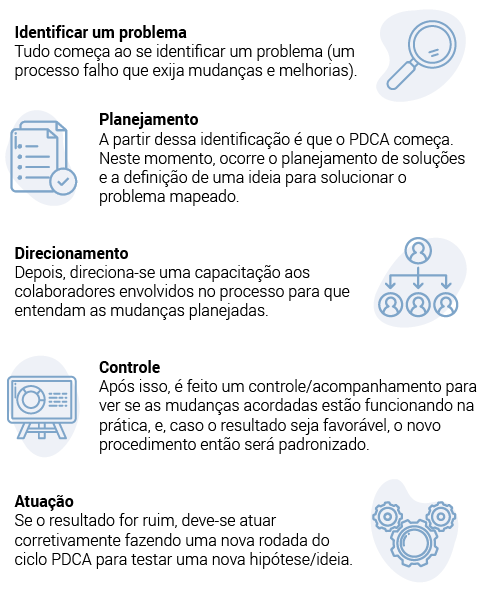 Identificar um problema
Tudo começa ao se identificar um problema (um
processo falho que exija mudanças e melhorias).
Planejamento
A partir dessa identificação é que o PDCA começa.
Neste momento, ocorre o planejamento de soluções
e a definição de uma ideia para solucionar o
problema mapeado.
Direcionamento
Depois, direciona-se uma capacitação aos
colaboradores envolvidos no processo para que
entendam as mudanças planejadas.
Controle
Após isso, é feito um controle/acompanhamento para
ver se as mudanças acordadas estão funcionando na
prática, e, caso o resultado seja favorável, o novo
procedimento então será padronizado.
Atuação
Se o resultado for ruim, deve-se atuar
corretivamente fazendo uma nova rodada do
ciclo PDCA para testar uma nova hipótese/ideia.